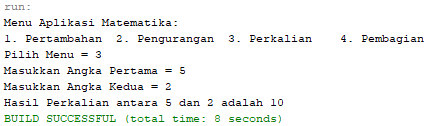 run:
Menu Aplikasi Matematika:
1. Pertambahan  2. Pengurangan  3. Perkalian    4. Pembagian
Pilih Menu = 3
Masukkan Angka Pertama = 5
Masukkan Angka Kedua = 2
Hasil Perkalian antara 5 dan 2 adalah 10
BUILD SUCCESSFUL (total time: 8 seconds)